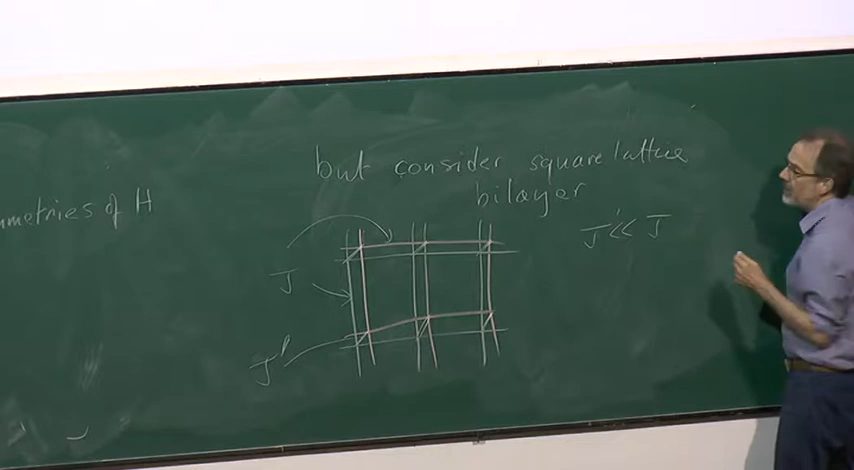 but consider square lattice
bilayer
mmetries of H
J' << J
J
J'